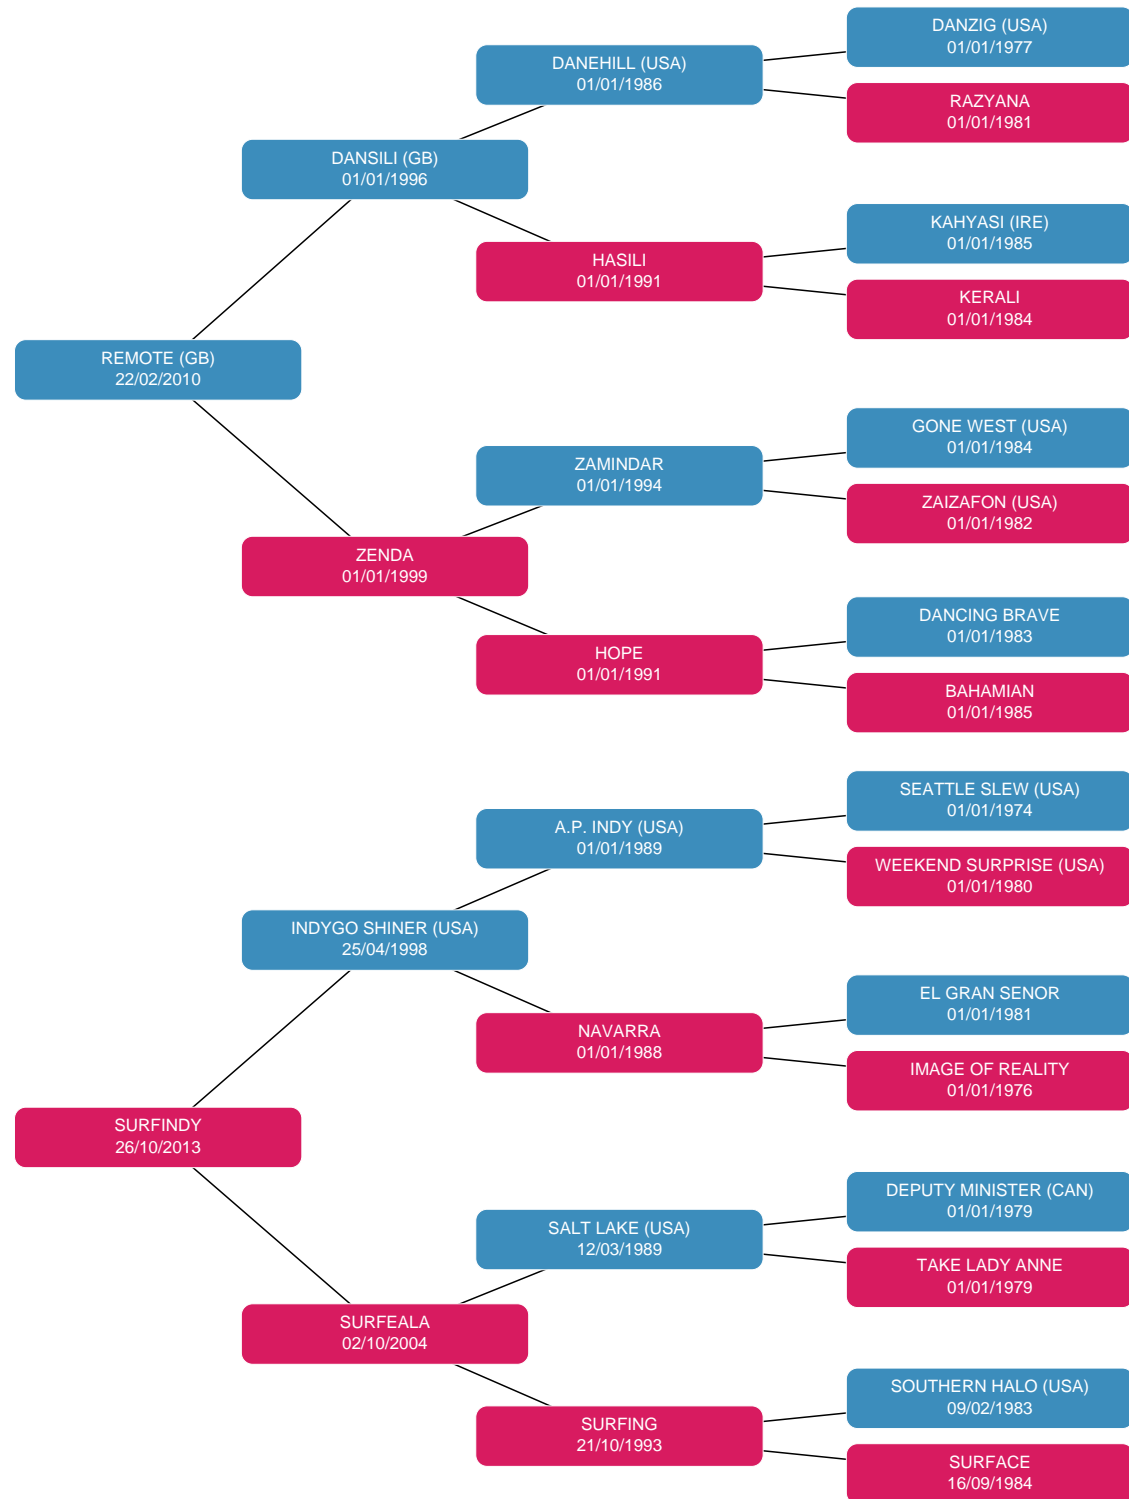 DANZIG (USA)
01/01/1977
DANEHILL (USA)
01/01/1986
RAZYANA
01/01/1981
DANSILI (GB)
01/01/1996
KAHYASI (IRE)
01/01/1985
HASILI
01/01/1991
KERALI
01/01/1984
REMOTE (GB)
22/02/2010
GONE WEST (USA)
01/01/1984
ZAMINDAR
01/01/1994
ZAIZAFON (USA)
01/01/1982
ZENDA
01/01/1999
DANCING BRAVE
01/01/1983
HOPE
01/01/1991
BAHAMIAN
01/01/1985
SEATTLE SLEW (USA)
01/01/1974
A.P. INDY (USA)
01/01/1989
WEEKEND SURPRISE (USA)
01/01/1980
INDYGO SHINER (USA)
25/04/1998
EL GRAN SENOR
01/01/1981
NAVARRA
01/01/1988
IMAGE OF REALITY
01/01/1976
SURFINDY
26/10/2013
DEPUTY MINISTER (CAN)
01/01/1979
SALT LAKE (USA)
12/03/1989
TAKE LADY ANNE
01/01/1979
SURFEALA
02/10/2004
SOUTHERN HALO (USA)
09/02/1983
SURFING
21/10/1993
SURFACE
16/09/1984